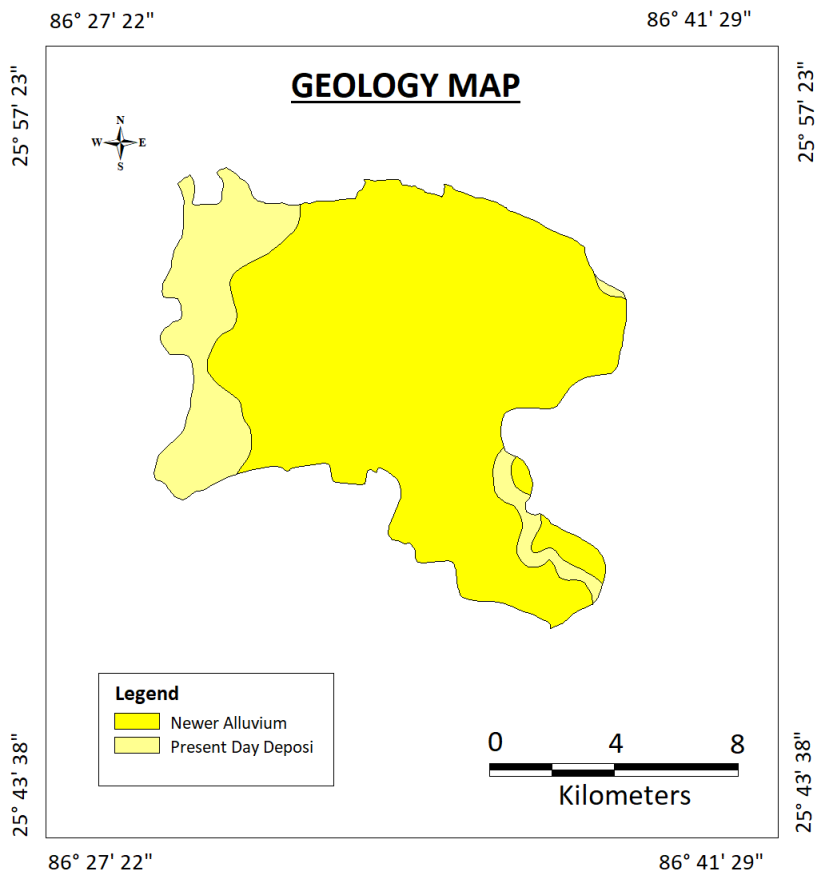 86° 27' 22"
86° 41' 29"
25° 57' 23"
25° 57' 23"
GEOLOGY MAP
N
W
E
S
Legend
Newer Alluvium
Present Day Deposi
0 4 8
Kilometers
25° 43' 38"
25° 43' 38"
86° 27' 22"
86° 41' 29"